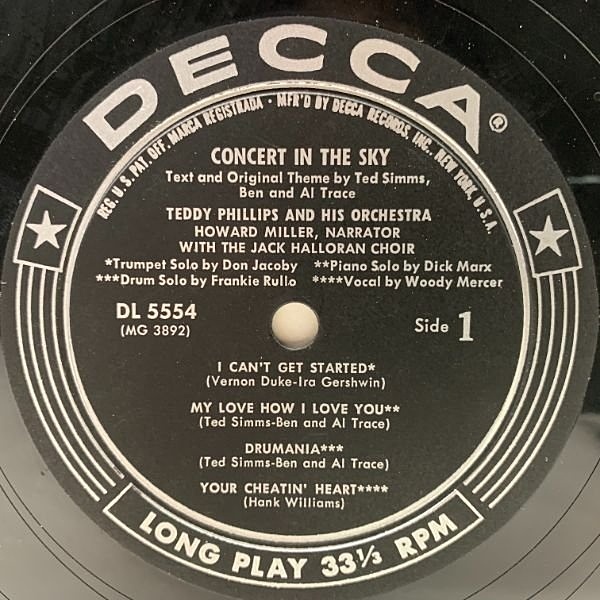 DECCA®
REG. U.S. PAT. OFF. MARCA REGISTRADA • MFR'D BY DECCA RECORDS, INC., NEW YORK, U.S.A.
CONCERT IN THE SKY
Text and Original Theme by Ted Simms,
Ben and Al Trace
TEDDY PHILLIPS AND HIS ORCHESTRA
HOWARD MILLER, NARRATOR
WITH THE JACK HALLORAN CHOIR
*Trumpet Solo by Don Jacoby **Piano Solo by Dick Marx
***Drum Solo by Frankie Rullo ****Vocal by Woody Mercer
DL 5554
(MG 3892)
Side 1
I CAN'T GET STARTED*
(Vernon Duke-Ira Gershwin)
MY LOVE HOW I LOVE YOU**
(Ted Simms-Ben and Al Trace)
DRUMANIA***
(Ted Simms-Ben and Al Trace)
YOUR CHEATIN' HEART****
(Hank Williams)
LONG PLAY 33⅓ RPM